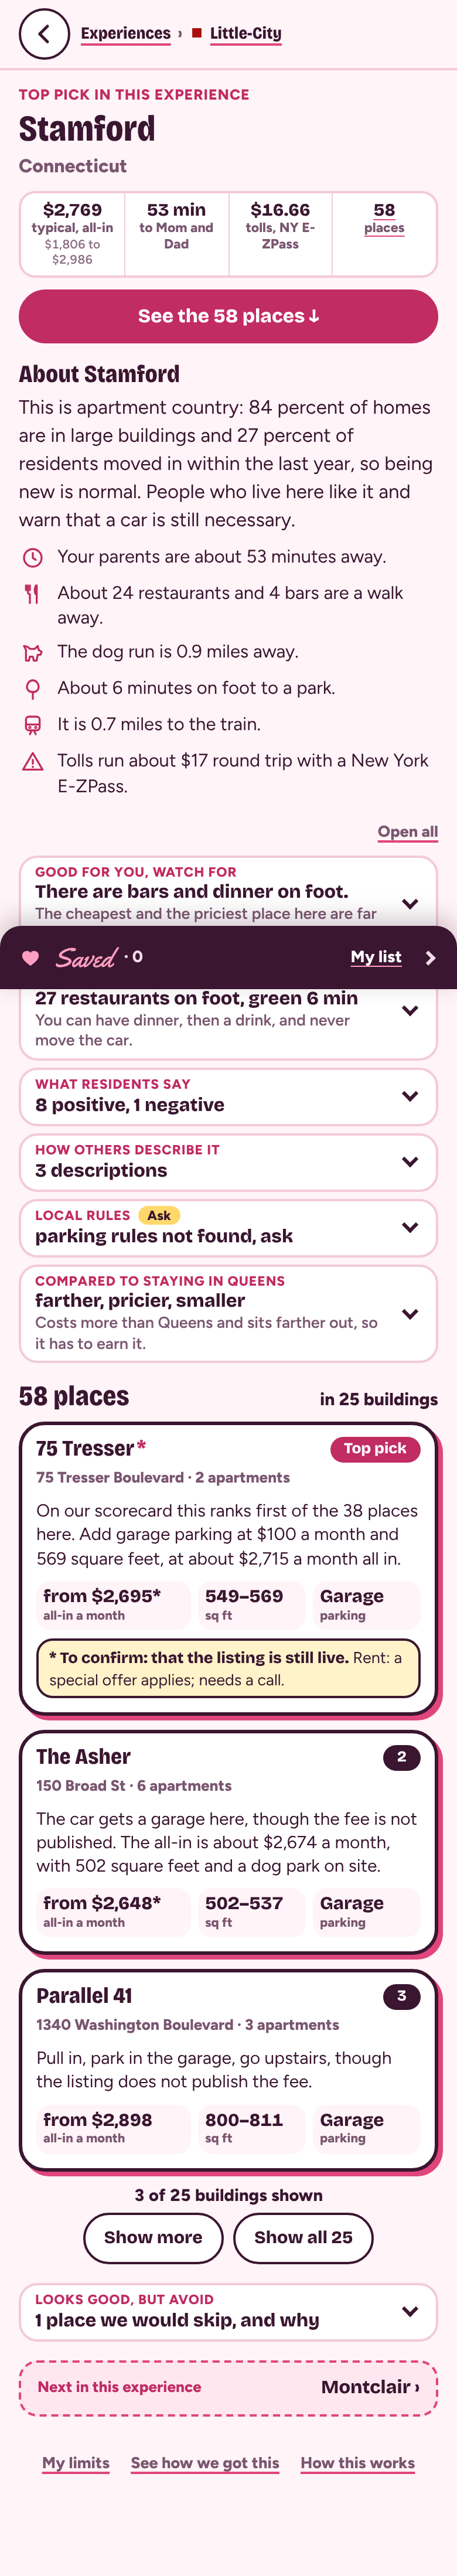 Experiences › Little-City
TOP PICK IN THIS EXPERIENCE
Stamford
Connecticut
$2,769
typical, all-in
$1,806 to
$2,986
53 min
to Mom and
Dad
$16.66
tolls, NY E-
ZPass
58
places
See the 58 places ↓
About Stamford
This is apartment country: 84 percent of homes
are in large buildings and 27 percent of
residents moved in within the last year, so being
new is normal. People who live here like it and
warn that a car is still necessary.
Your parents are about 53 minutes away.
About 24 restaurants and 4 bars are a walk
away.
The dog run is 0.9 miles away.
About 6 minutes on foot to a park.
It is 0.7 miles to the train.
Tolls run about $17 round trip with a New York
E-ZPass.
Open all
GOOD FOR YOU, WATCH FOR
There are bars and dinner on foot.
The cheapest and the priciest place here are far
Saved · 0
My list ›
27 restaurants on foot, green 6 min
You can have dinner, then a drink, and never
move the car.
WHAT RESIDENTS SAY
8 positive, 1 negative
HOW OTHERS DESCRIBE IT
3 descriptions
LOCAL RULES Ask
parking rules not found, ask
COMPARED TO STAYING IN QUEENS
farther, pricier, smaller
Costs more than Queens and sits farther out, so
it has to earn it.
58 places
in 25 buildings
75 Tresser*
Top pick
75 Tresser Boulevard · 2 apartments
On our scorecard this ranks first of the 38 places
here. Add garage parking at $100 a month and
569 square feet, at about $2,715 a month all in.
from $2,695*
all-in a month
549–569
sq ft
Garage
parking
* To confirm: that the listing is still live. Rent: a
special offer applies; needs a call.
The Asher
2
150 Broad St · 6 apartments
The car gets a garage here, though the fee is not
published. The all-in is about $2,674 a month,
with 502 square feet and a dog park on site.
from $2,648*
all-in a month
502–537
sq ft
Garage
parking
Parallel 41
3
1340 Washington Boulevard · 3 apartments
Pull in, park in the garage, go upstairs, though
the listing does not publish the fee.
from $2,898
all-in a month
800–811
sq ft
Garage
parking
3 of 25 buildings shown
Show more
Show all 25
LOOKS GOOD, BUT AVOID
1 place we would skip, and why
Next in this experience
Montclair ›
My limits
See how we got this
How this works